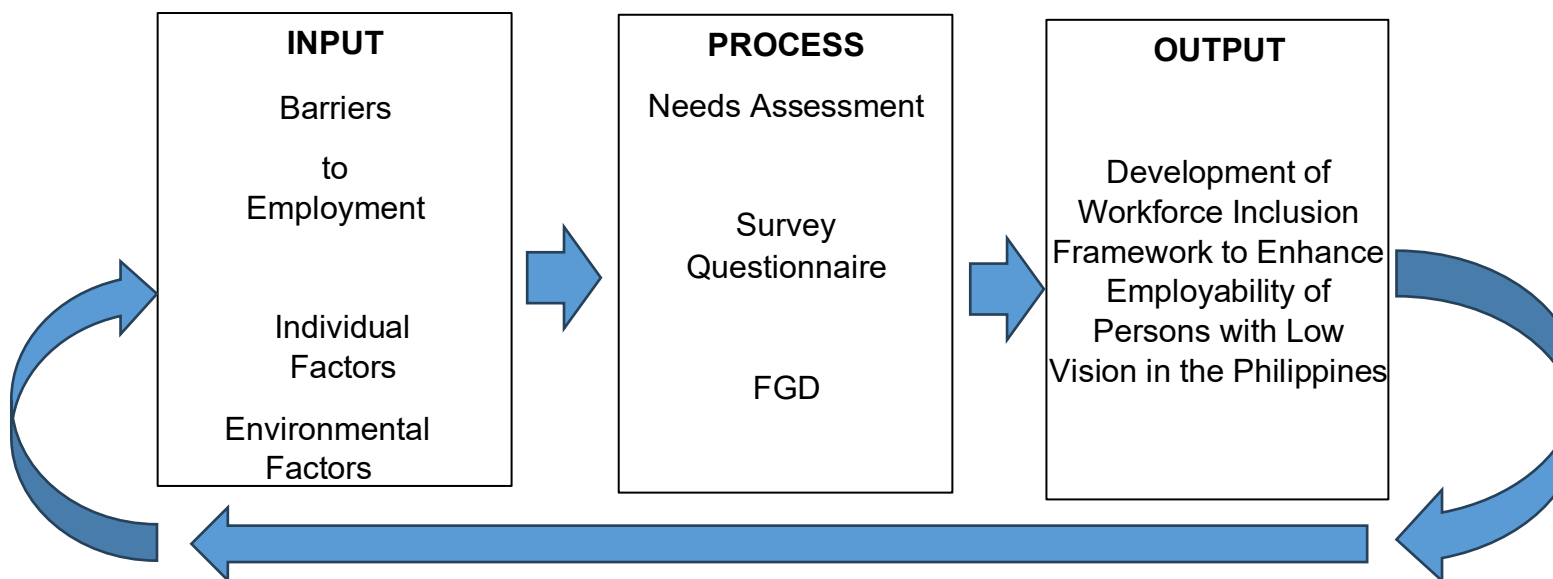 INPUT
Barriers
to
Employment
Individual
Factors
Environmental
Factors
PROCESS
Needs Assessment
Survey
Questionnaire
FGD
OUTPUT
Development of
Workforce Inclusion
Framework to Enhance
Employability of
Persons with Low
Vision in the Philippines